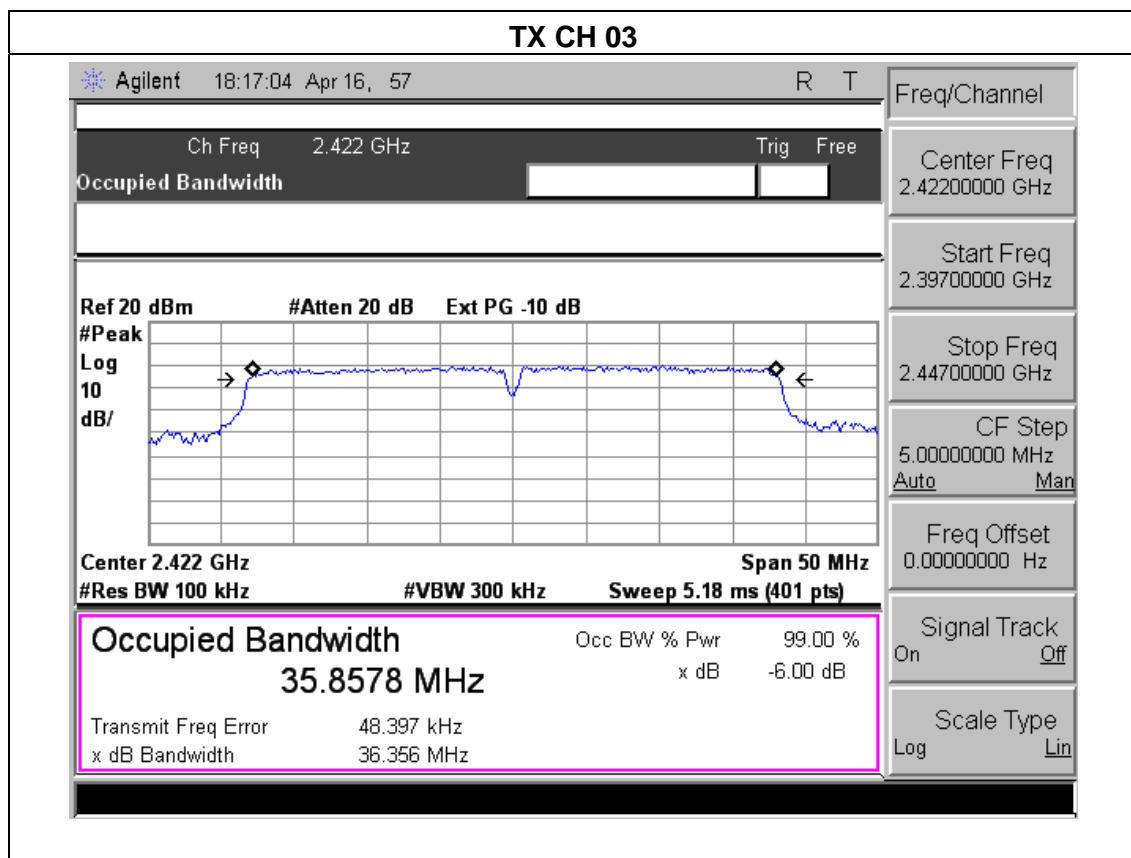 TX CH 03
Agilent 18:17:04 Apr 16, 57 R T
Freq/Channel
Ch Freq 2.422 GHz Trig Free
Occupied Bandwidth
Center Freq
2.42200000 GHz
Start Freq
2.39700000 GHz
Stop Freq
2.44700000 GHz
CF Step
5.00000000 MHz
Auto Man
Freq Offset
0.00000000 Hz
Signal Track
On Off
Scale Type
Log Lin
Ref 20 dBm #Atten 20 dB Ext PG -10 dB
#Peak
Log
10
dB/
Center 2.422 GHz Span 50 MHz
#Res BW 100 kHz #VBW 300 kHz Sweep 5.18 ms (401 pts)
Occupied Bandwidth Occ BW % Pwr 99.00 %
35.8578 MHz x dB -6.00 dB
Transmit Freq Error 48.397 kHz
x dB Bandwidth 36.356 MHz